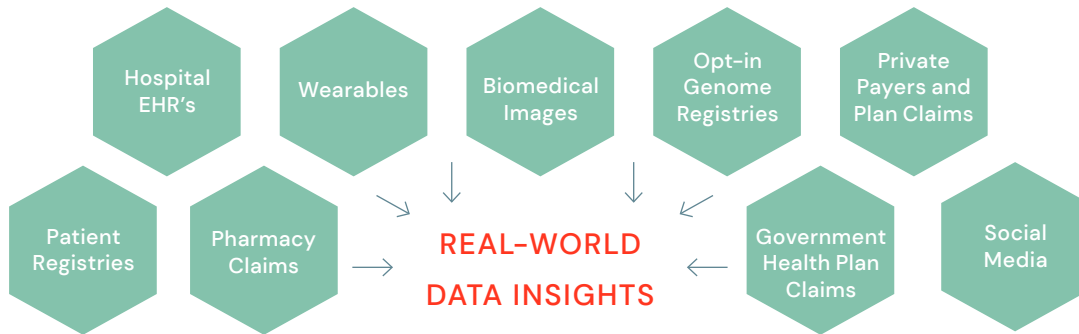 Hospital
EHR's
Wearables
Biomedical
Images
Opt-in
Genome
Registries
Private
Payers and
Plan Claims
Patient
Registries
Pharmacy
Claims
REAL-WORLD
DATA INSIGHTS
Government
Health Plan
Claims
Social
Media